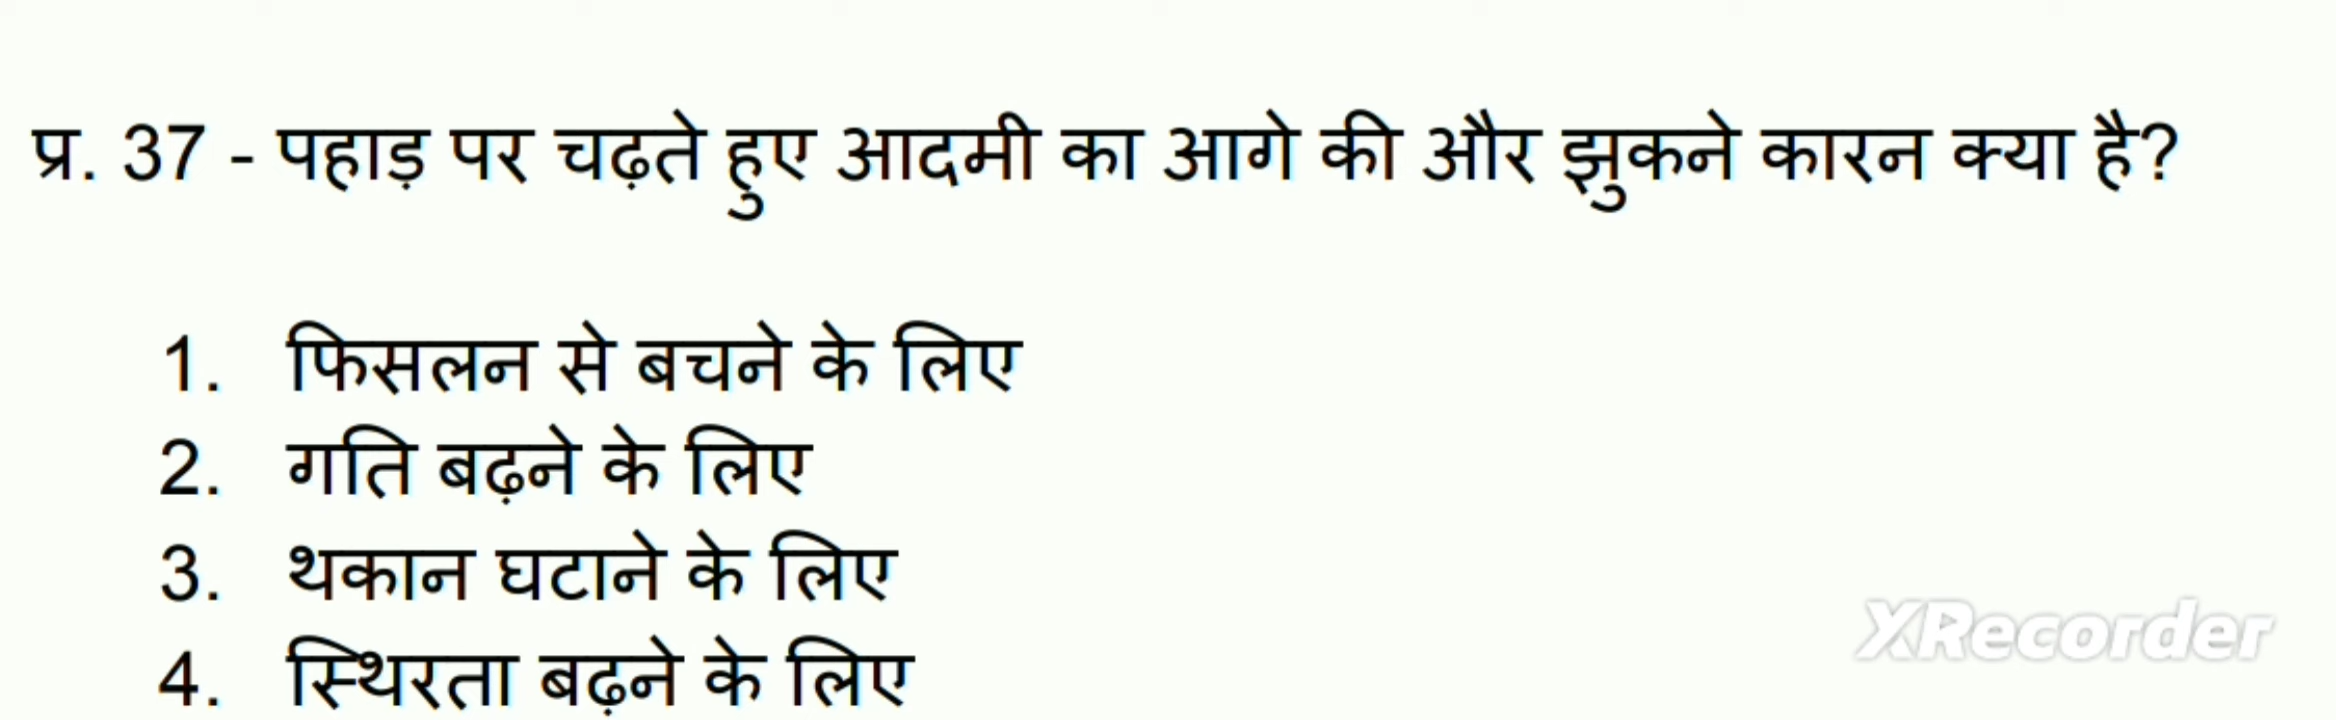 प्र. 37 - पहाड़ पर चढ़ते हुए आदमी का आगे की और झुकने कारन क्या है?
1. फिसलन से बचने के लिए
2. गति बढ़ने के लिए
3. थकान घटाने के लिए
4. स्थिरता बढ़ने के लिए
XRecorder